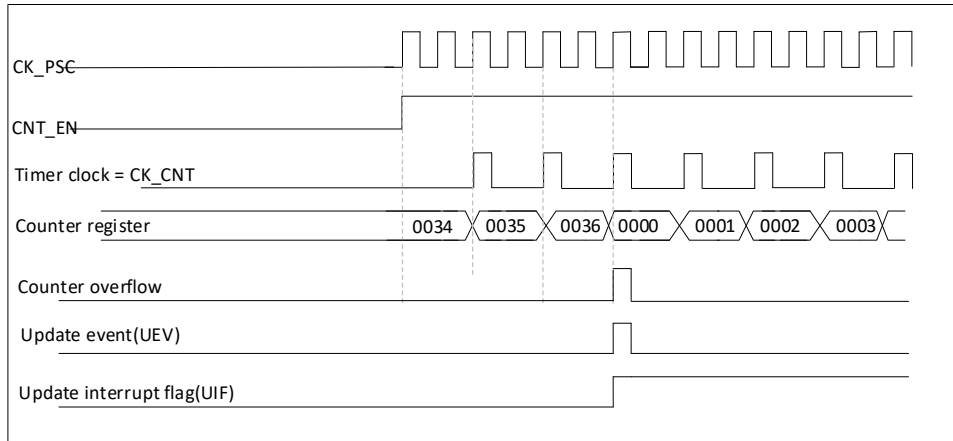 CK_PSC
CNT_EN
Timer clock = CK_CNT
Counter register
0034 0035 0036 0000 0001 0002 0003
Counter overflow
Update event(UEV)
Update interrupt flag(UIF)